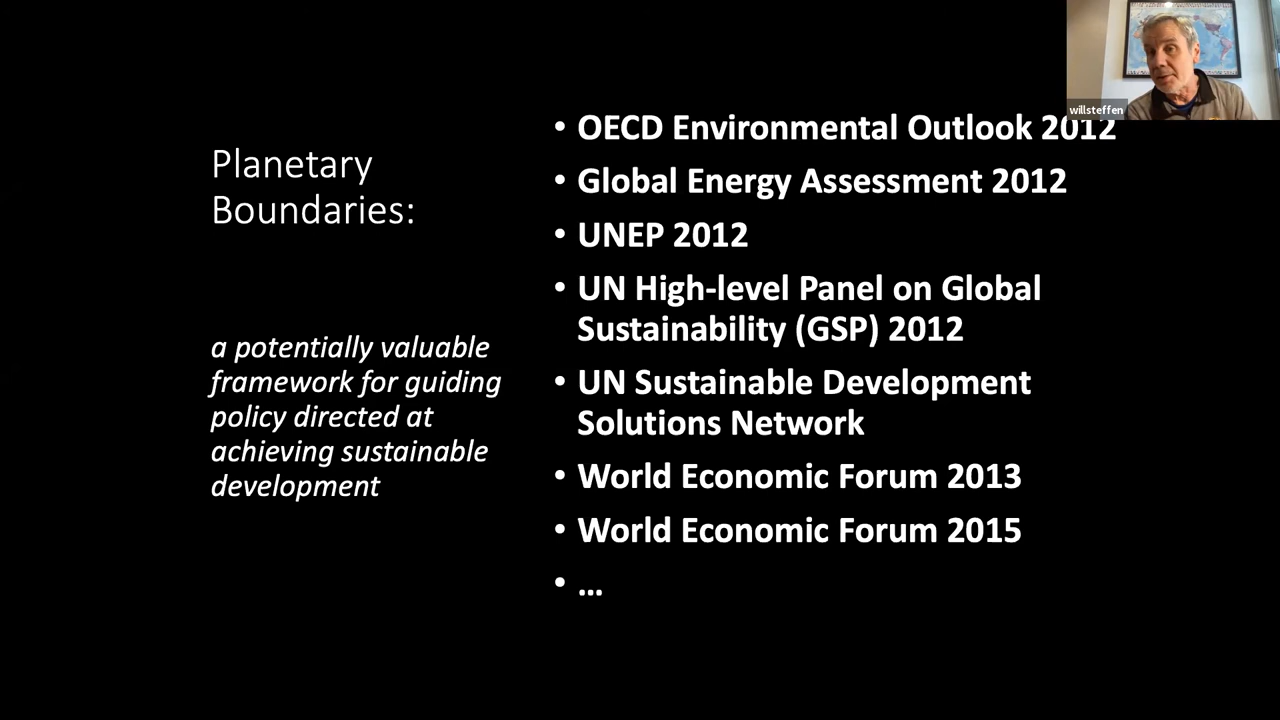 Planetary
Boundaries:
a potentially valuable
framework for guiding
policy directed at
achieving sustainable
development
• OECD Environmental Outlook 2012
• Global Energy Assessment 2012
• UNEP 2012
• UN High-level Panel on Global
Sustainability (GSP) 2012
• UN Sustainable Development
Solutions Network
• World Economic Forum 2013
• World Economic Forum 2015
• ...
willsteffen